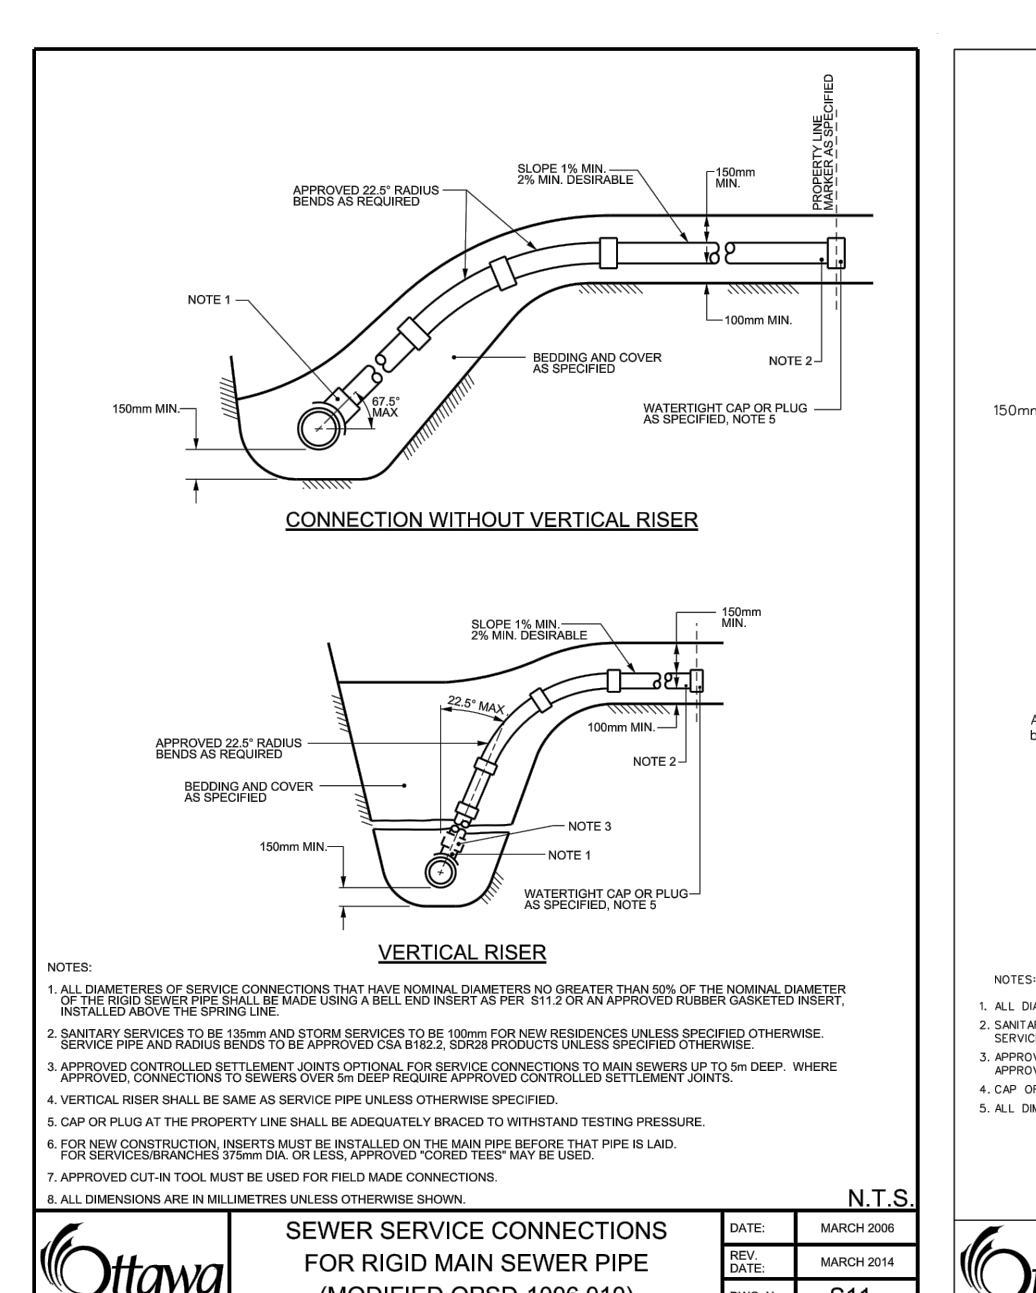 PROPERTY LINE
MARKER AS SPECIFIED
SLOPE 1% MIN.
2% MIN. DESIRABLE
150mm
MIN.
APPROVED 22.5° RADIUS
BENDS AS REQUIRED
NOTE 1
100mm MIN.
BEDDING AND COVER
AS SPECIFIED
NOTE 2
67.5°
MAX
150mm MIN.
WATERTIGHT CAP OR PLUG
AS SPECIFIED, NOTE 5
CONNECTION WITHOUT VERTICAL RISER
SLOPE 1% MIN.
2% MIN. DESIRABLE
150mm
MIN.
22.5° MAX.
100mm MIN.
APPROVED 22.5° RADIUS
BENDS AS REQUIRED
NOTE 2
BEDDING AND COVER
AS SPECIFIED
NOTE 3
150mm MIN.
NOTE 1
WATERTIGHT CAP OR PLUG
AS SPECIFIED, NOTE 5
VERTICAL RISER
NOTES:
1. ALL DIAMETERES OF SERVICE CONNECTIONS THAT HAVE NOMINAL DIAMETERS NO GREATER THAN 50% OF THE NOMINAL DIAMETER
OF THE RIGID SEWER PIPE SHALL BE MADE USING A BELL END INSERT AS PER S11.2 OR AN APPROVED RUBBER GASKETED INSERT,
INSTALLED ABOVE THE SPRING LINE.
2. SANITARY SERVICES TO BE 135mm AND STORM SERVICES TO BE 100mm FOR NEW RESIDENCES UNLESS SPECIFIED OTHERWISE.
SERVICE PIPE AND RADIUS BENDS TO BE APPROVED CSA B182.2, SDR28 PRODUCTS UNLESS SPECIFIED OTHERWISE.
3. APPROVED CONTROLLED SETTLEMENT JOINTS OPTIONAL FOR SERVICE CONNECTIONS TO MAIN SEWERS UP TO 5m DEEP. WHERE
APPROVED, CONNECTIONS TO SEWERS OVER 5m DEEP REQUIRE APPROVED CONTROLLED SETTLEMENT JOINTS.
4. VERTICAL RISER SHALL BE SAME AS SERVICE PIPE UNLESS OTHERWISE SPECIFIED.
5. CAP OR PLUG AT THE PROPERTY LINE SHALL BE ADEQUATELY BRACED TO WITHSTAND TESTING PRESSURE.
6. FOR NEW CONSTRUCTION, INSERTS MUST BE INSTALLED ON THE MAIN PIPE BEFORE THAT PIPE IS LAID.
FOR SERVICES/BRANCHES 375mm DIA. OR LESS, APPROVED "CORED TEES" MAY BE USED.
7. APPROVED CUT-IN TOOL MUST BE USED FOR FIELD MADE CONNECTIONS.
8. ALL DIMENSIONS ARE IN MILLIMETRES UNLESS OTHERWISE SHOWN.
N.T.S.
Ottawa
SEWER SERVICE CONNECTIONS
FOR RIGID MAIN SEWER PIPE
(MODIFIED OPSD-1006.010)
DATE: MARCH 2006
REV.
DATE: MARCH 2014
S11
150m
NOTES:
1. ALL DIA
2. SANITA
SERVIC
3. APPROV
APPROV
4. CAP O
5. ALL DI